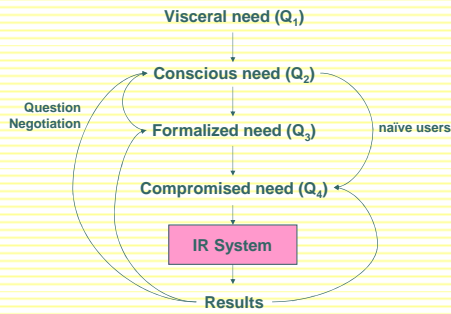 Visceral need (Q₁)
Conscious need (Q₂)
Question
Negotiation
Formalized need (Q₃)
naïve users
Compromised need (Q₄)
IR System
Results